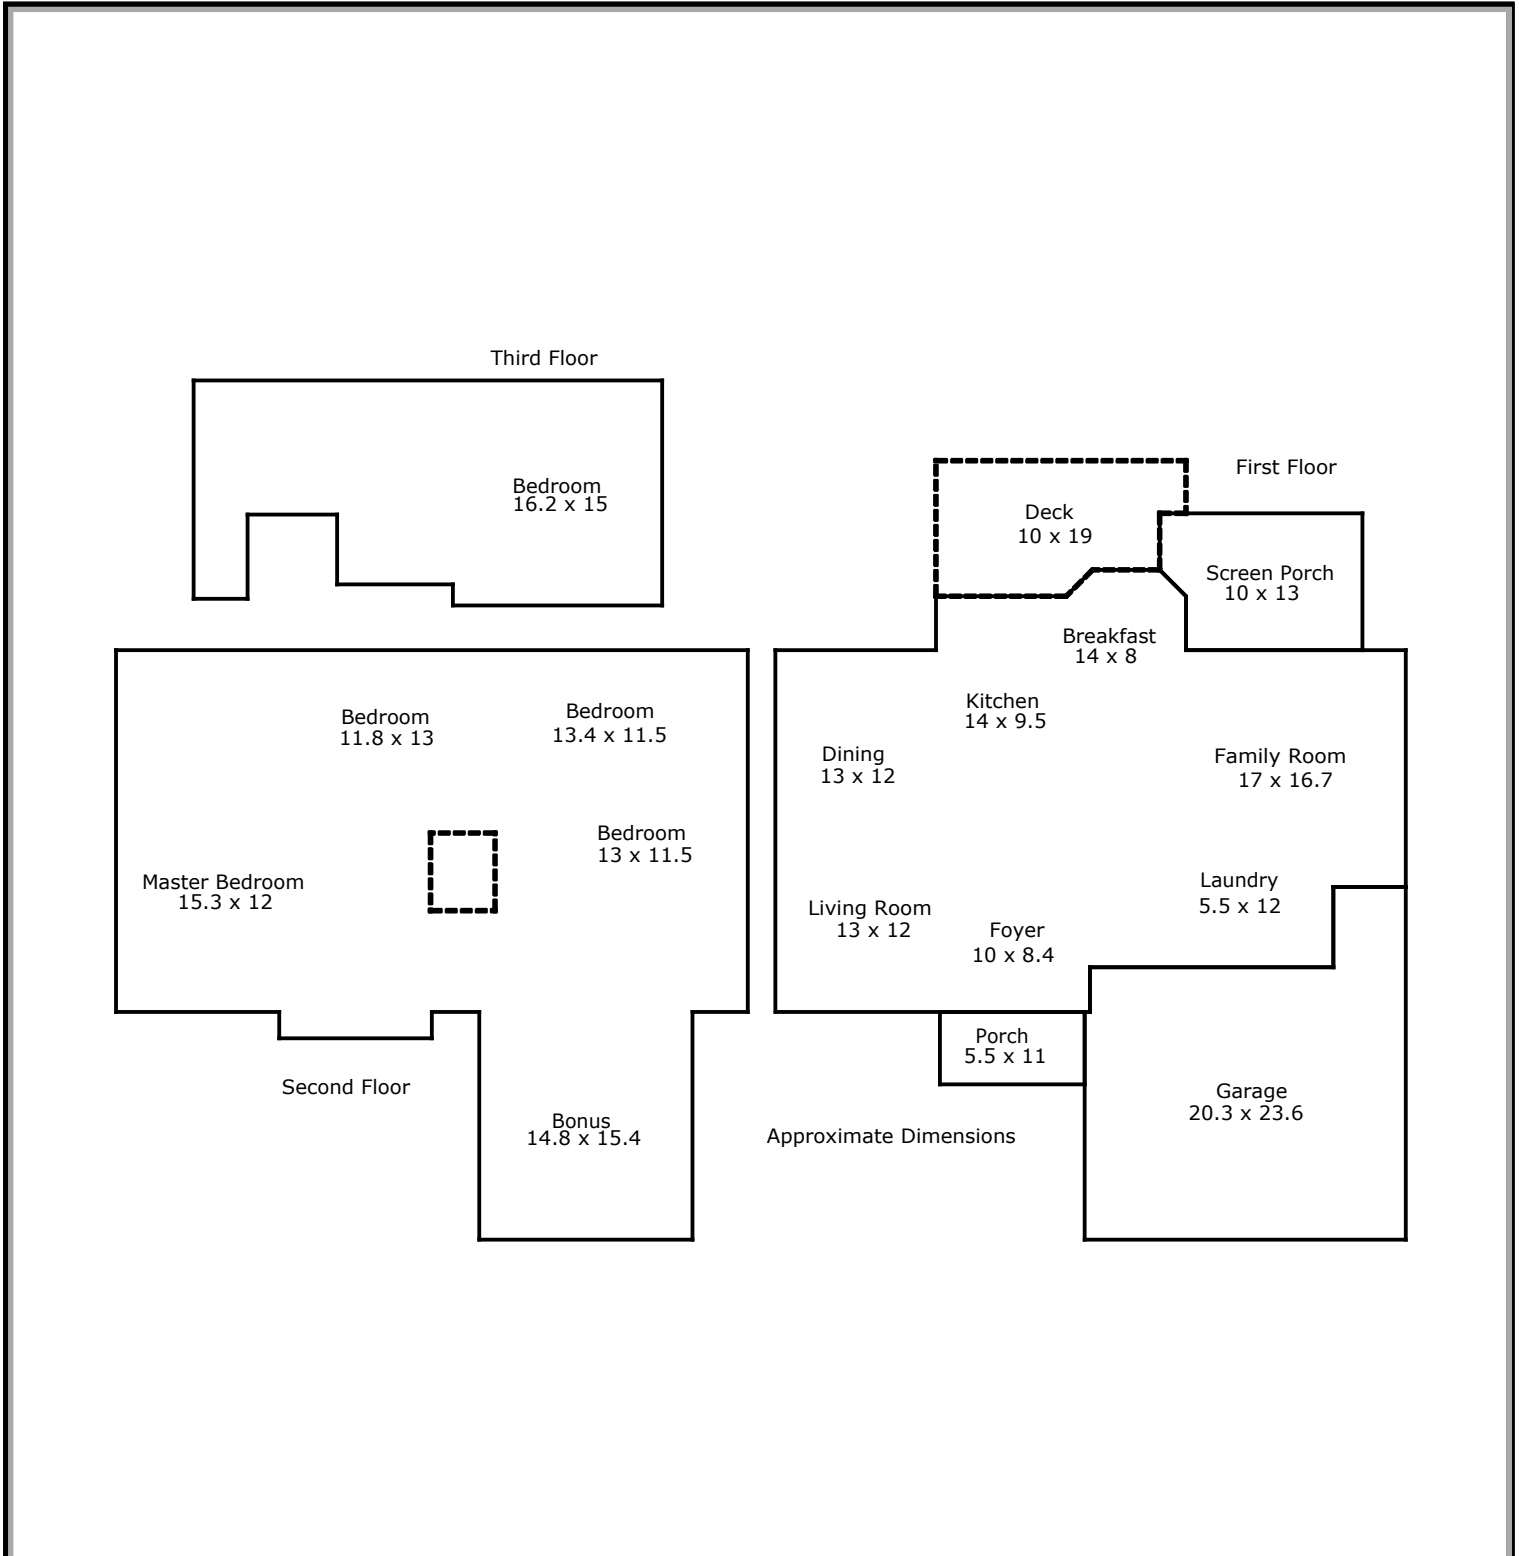 Third Floor
Bedroom
16.2 x 15
First Floor
Deck
10 x 19
Screen Porch
10 x 13
Breakfast
14 x 8
Kitchen
14 x 9.5
Dining
13 x 12
Family Room
17 x 16.7
Laundry
5.5 x 12
Living Room
13 x 12
Foyer
10 x 8.4
Porch
5.5 x 11
Garage
20.3 x 23.6
Bedroom
11.8 x 13
Bedroom
13.4 x 11.5
Bedroom
13 x 11.5
Master Bedroom
15.3 x 12
Second Floor
Bonus
14.8 x 15.4
Approximate Dimensions